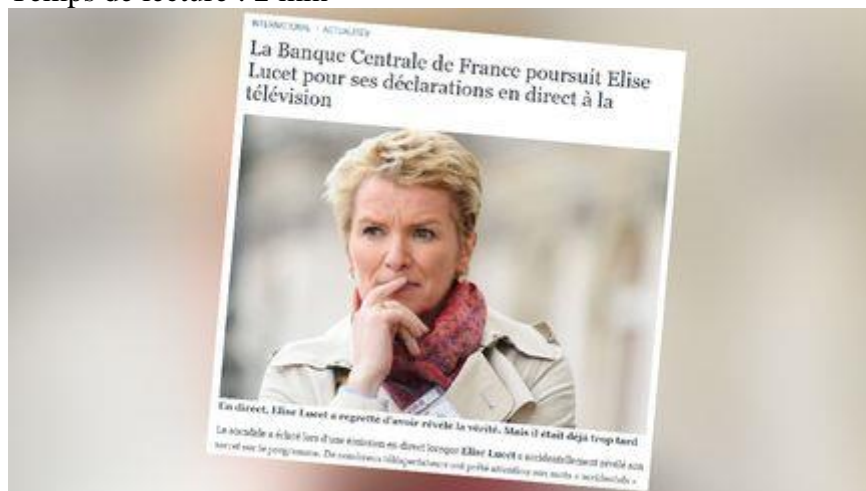 Temps de lecture : 2 min
INTERNATIONAL ACTUALITÉS
La Banque Centrale de France poursuit Elise
Lucet pour ses déclarations en direct à la
télévision
En direct, Elise Lucet a regretté d'avoir révélé la vérité. Mais il était déjà trop tard
Le scandale a éclaté lors d'une émission en direct lorsque Elise Lucet a accidentellement révélé son
secret sur le programme. De nombreux téléspectateurs ont prêté attention aux mots « accidentels »